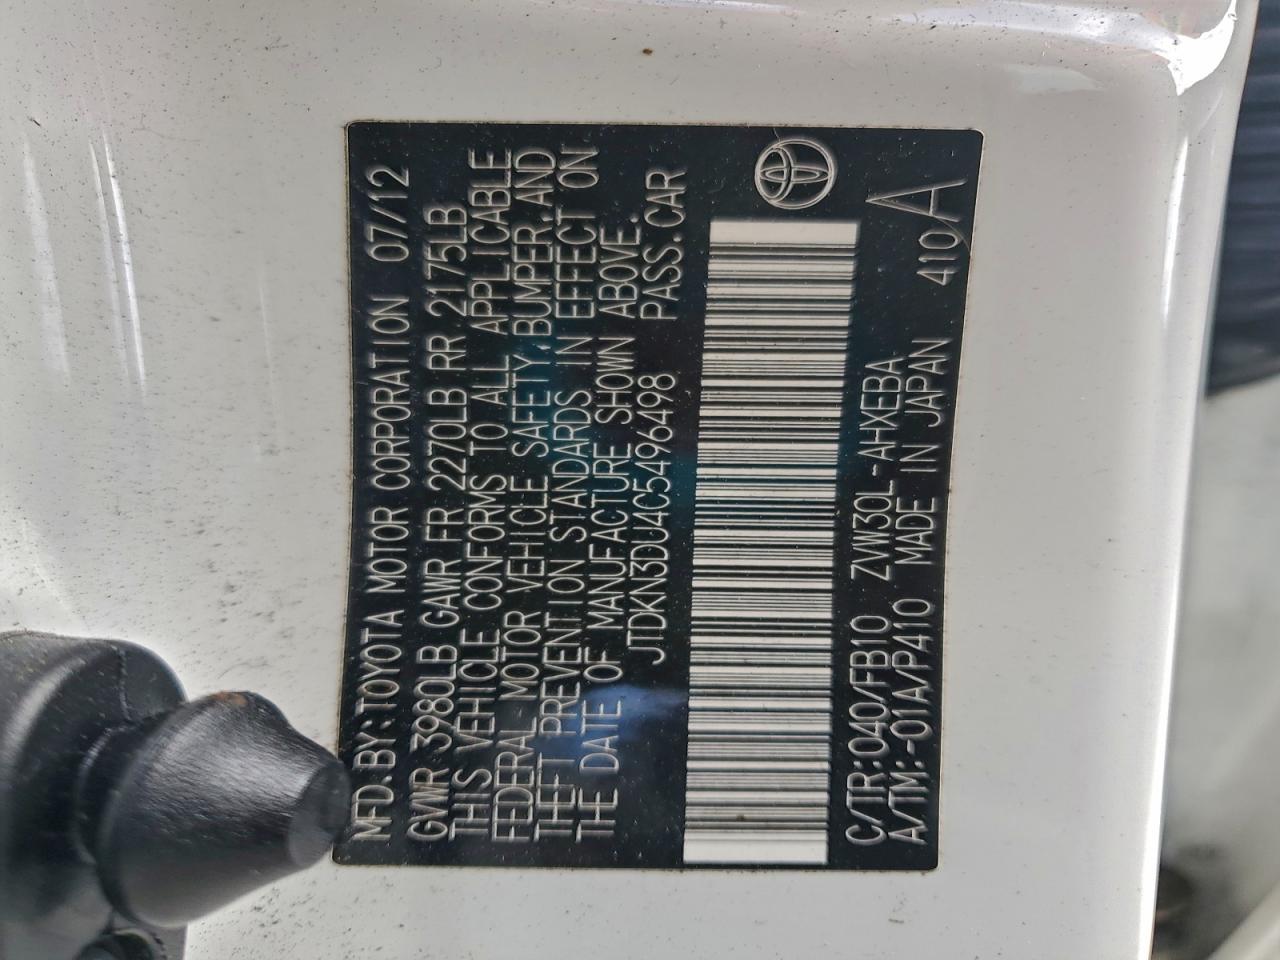 MFD.BY:TOYOTA MOTOR CORPORATION 07/12
GVWR 3980LB GAWR FR 2270LB RR 2175LB
THIS VEHICLE CONFORMS TO ALL APPLICABLE
FEDERAL MOTOR VEHICLE SAFETY,BUMPER,AND
THEFT PREVENTION STANDARDS IN EFFECT ON
THE DATE OF MANUFACTURE SHOWN ABOVE.
JTDKN3DU4C5496498 PASS.CAR
C/TR:040/FB10 ZVW30L-AHXEBA
A/TM:-01A/P410 MADE IN JAPAN 410A